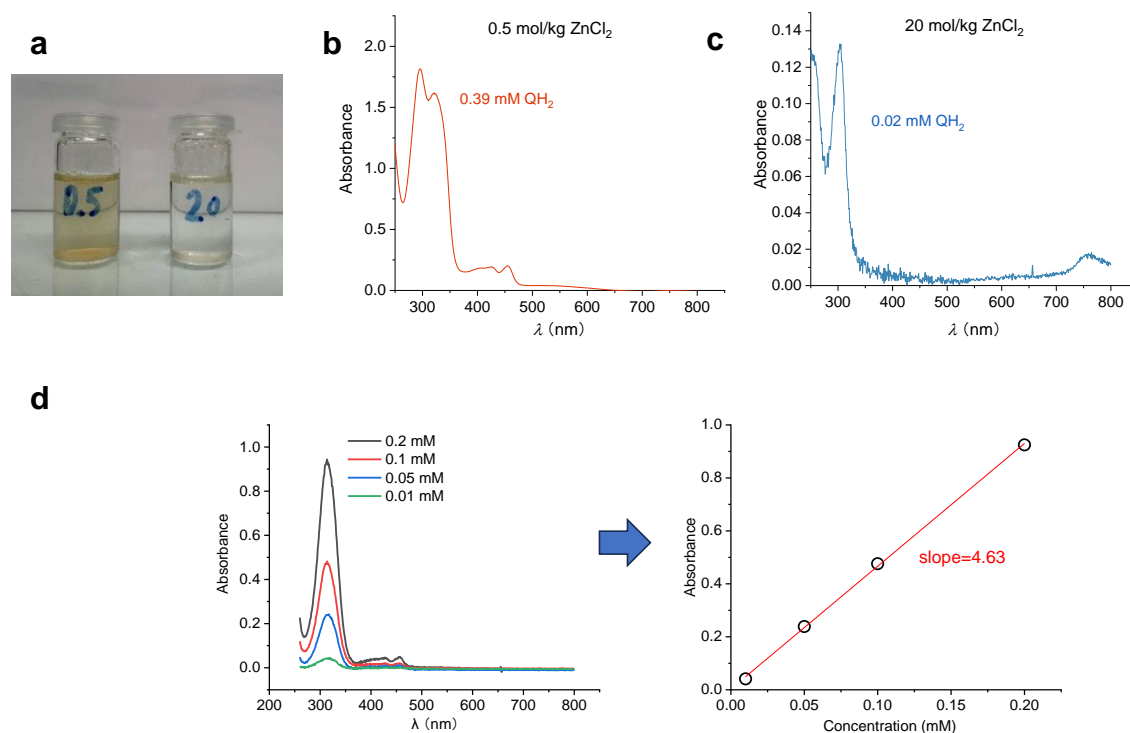 a
0.5
20
b
0.5 mol/kg ZnCl₂
0.39 mM QH₂
Absorbance
2.0
1.5
1.0
0.5
0.0
300 400 500 600 700 800
λ (nm)
c
20 mol/kg ZnCl₂
0.02 mM QH₂
Absorbance
0.14
0.12
0.10
0.08
0.06
0.04
0.02
0.00
300 400 500 600 700 800
λ (nm)
d
0.2 mM
0.1 mM
0.05 mM
0.01 mM
Absorbance
1.0
0.8
0.6
0.4
0.2
0.0
200 300 400 500 600 700 800
λ (nm)
slope=4.63
Absorbance
1.0
0.8
0.6
0.4
0.2
0.0
0.00 0.05 0.10 0.15 0.20
Concentration (mM)